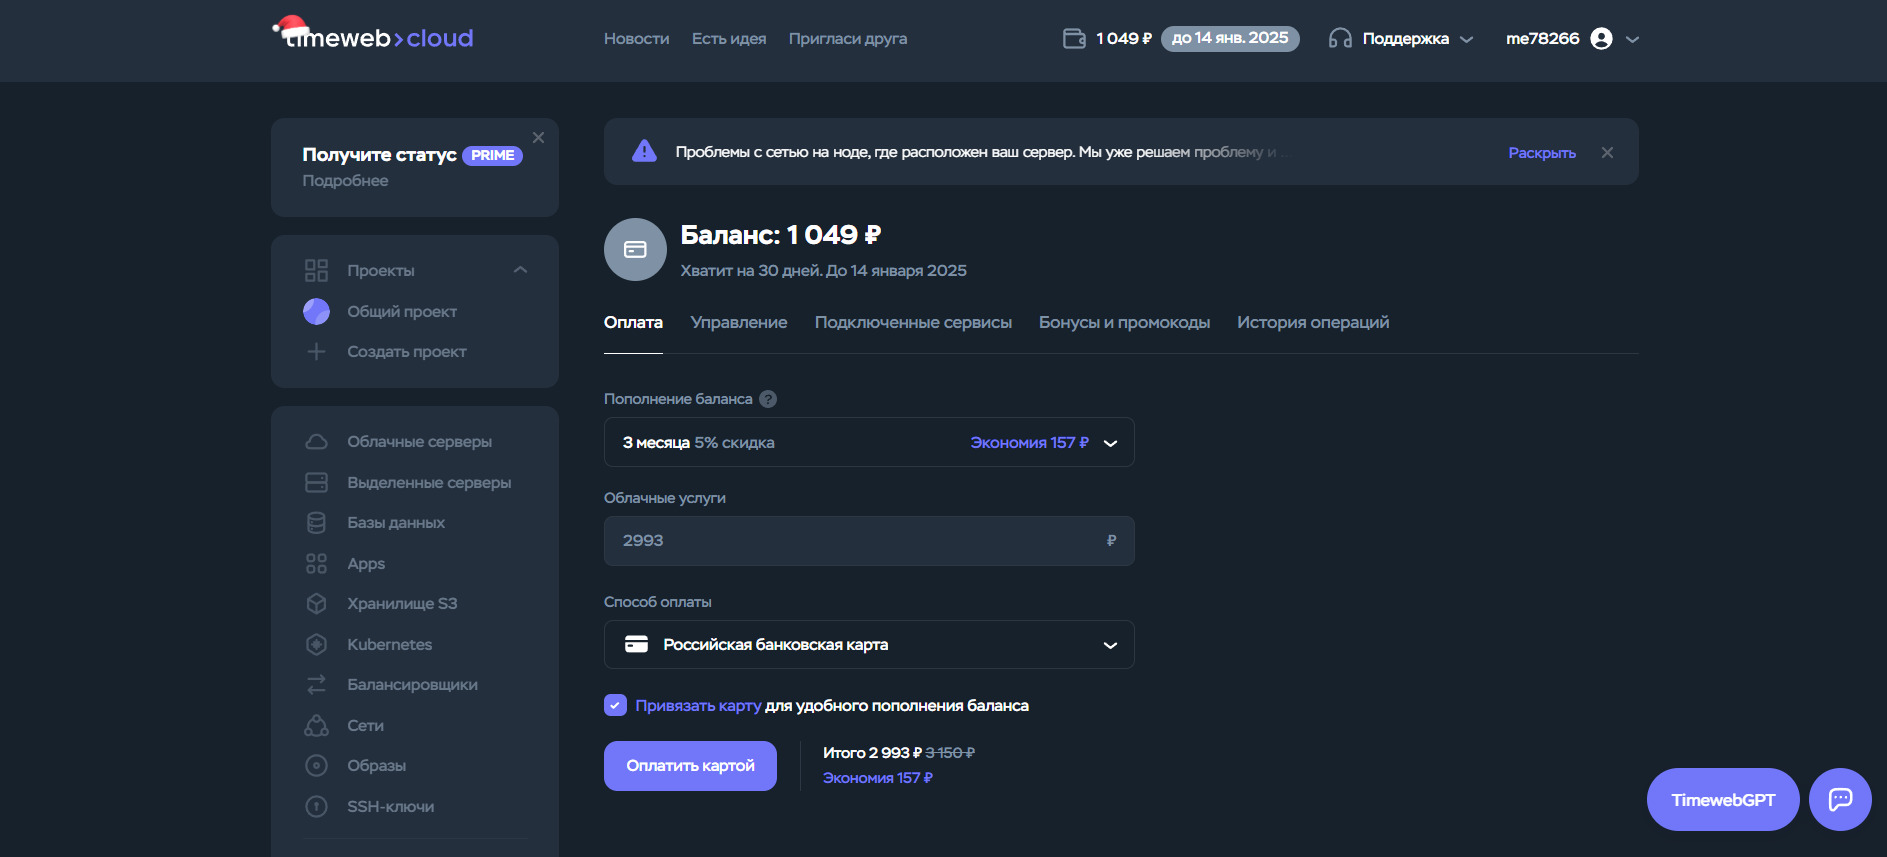 timeweb>cloud
Новости Есть идея Пригласи друга
1 049 ₽ до 14 янв. 2025
Поддержка
me78266
Получите статус PRIME
Подробнее
Проекты
Общий проект
Создать проект
Облачные серверы
Выделенные серверы
Базы данных
Apps
Хранилище S3
Kubernetes
Балансировщики
Сети
Образы
SSH-ключи
Проблемы с сетью на ноде, где расположен ваш сервер. Мы уже решаем проблему и ...
Раскрыть
Баланс: 1 049 ₽
Хватит на 30 дней. До 14 января 2025
Оплата Управление Подключенные сервисы Бонусы и промокоды История операций
Пополнение баланса ?
3 месяца 5% скидка Экономия 157 ₽
Облачные услуги
2993 ₽
Способ оплаты
Российская банковская карта
Привязать карту для удобного пополнения баланса
Оплатить картой
Итого 2 993 ₽ 3 150 ₽
Экономия 157 ₽
TimewebGPT